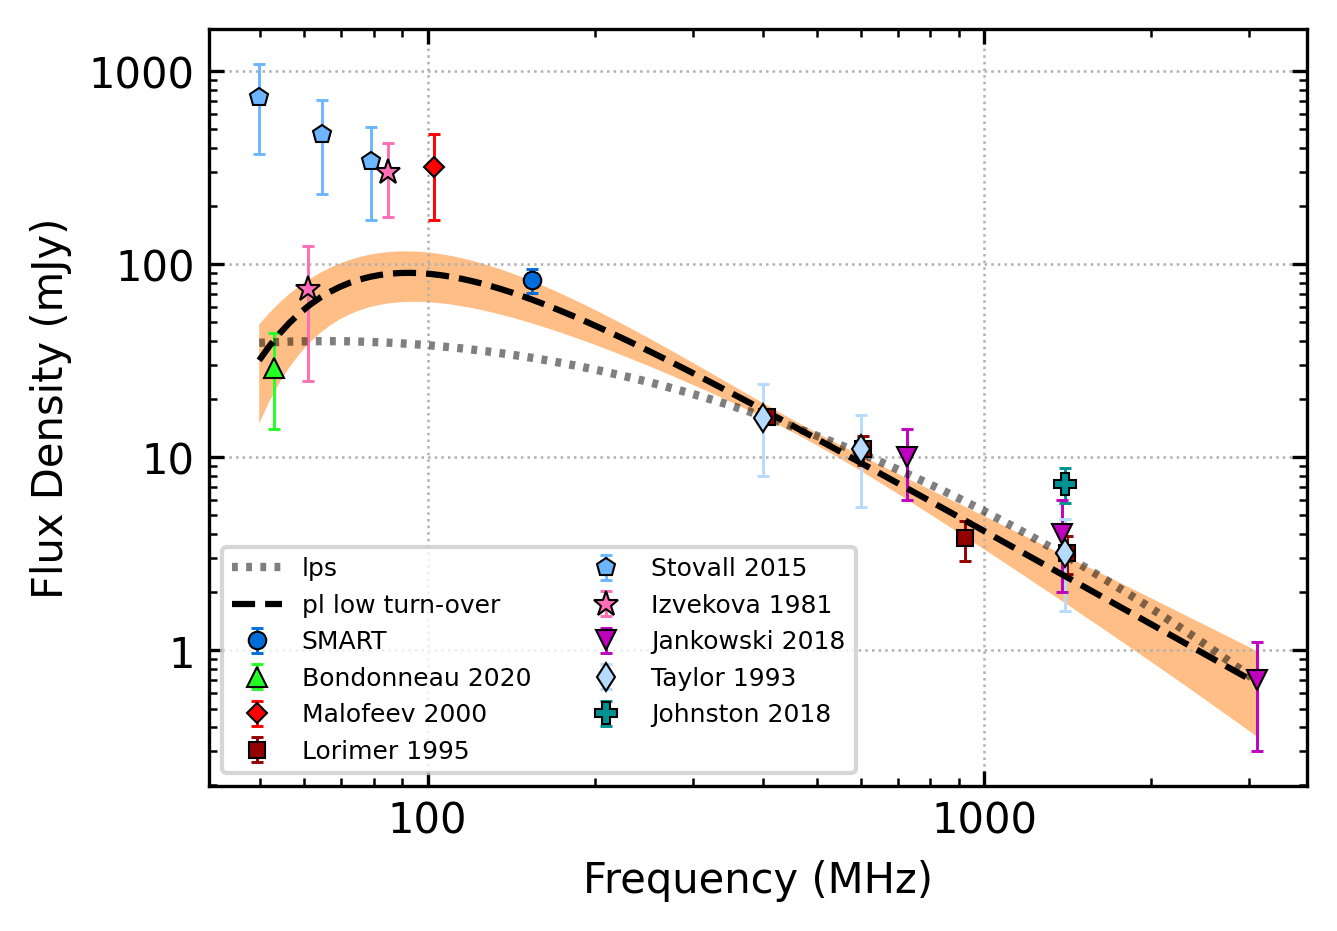 1000
100
10
1
Flux Density (mJy)
lps
pl low turn-over
SMART
Bondonneau 2020
Malofeev 2000
Lorimer 1995
Stovall 2015
Izvekova 1981
Jankowski 2018
Taylor 1993
Johnston 2018
100
1000
Frequency (MHz)